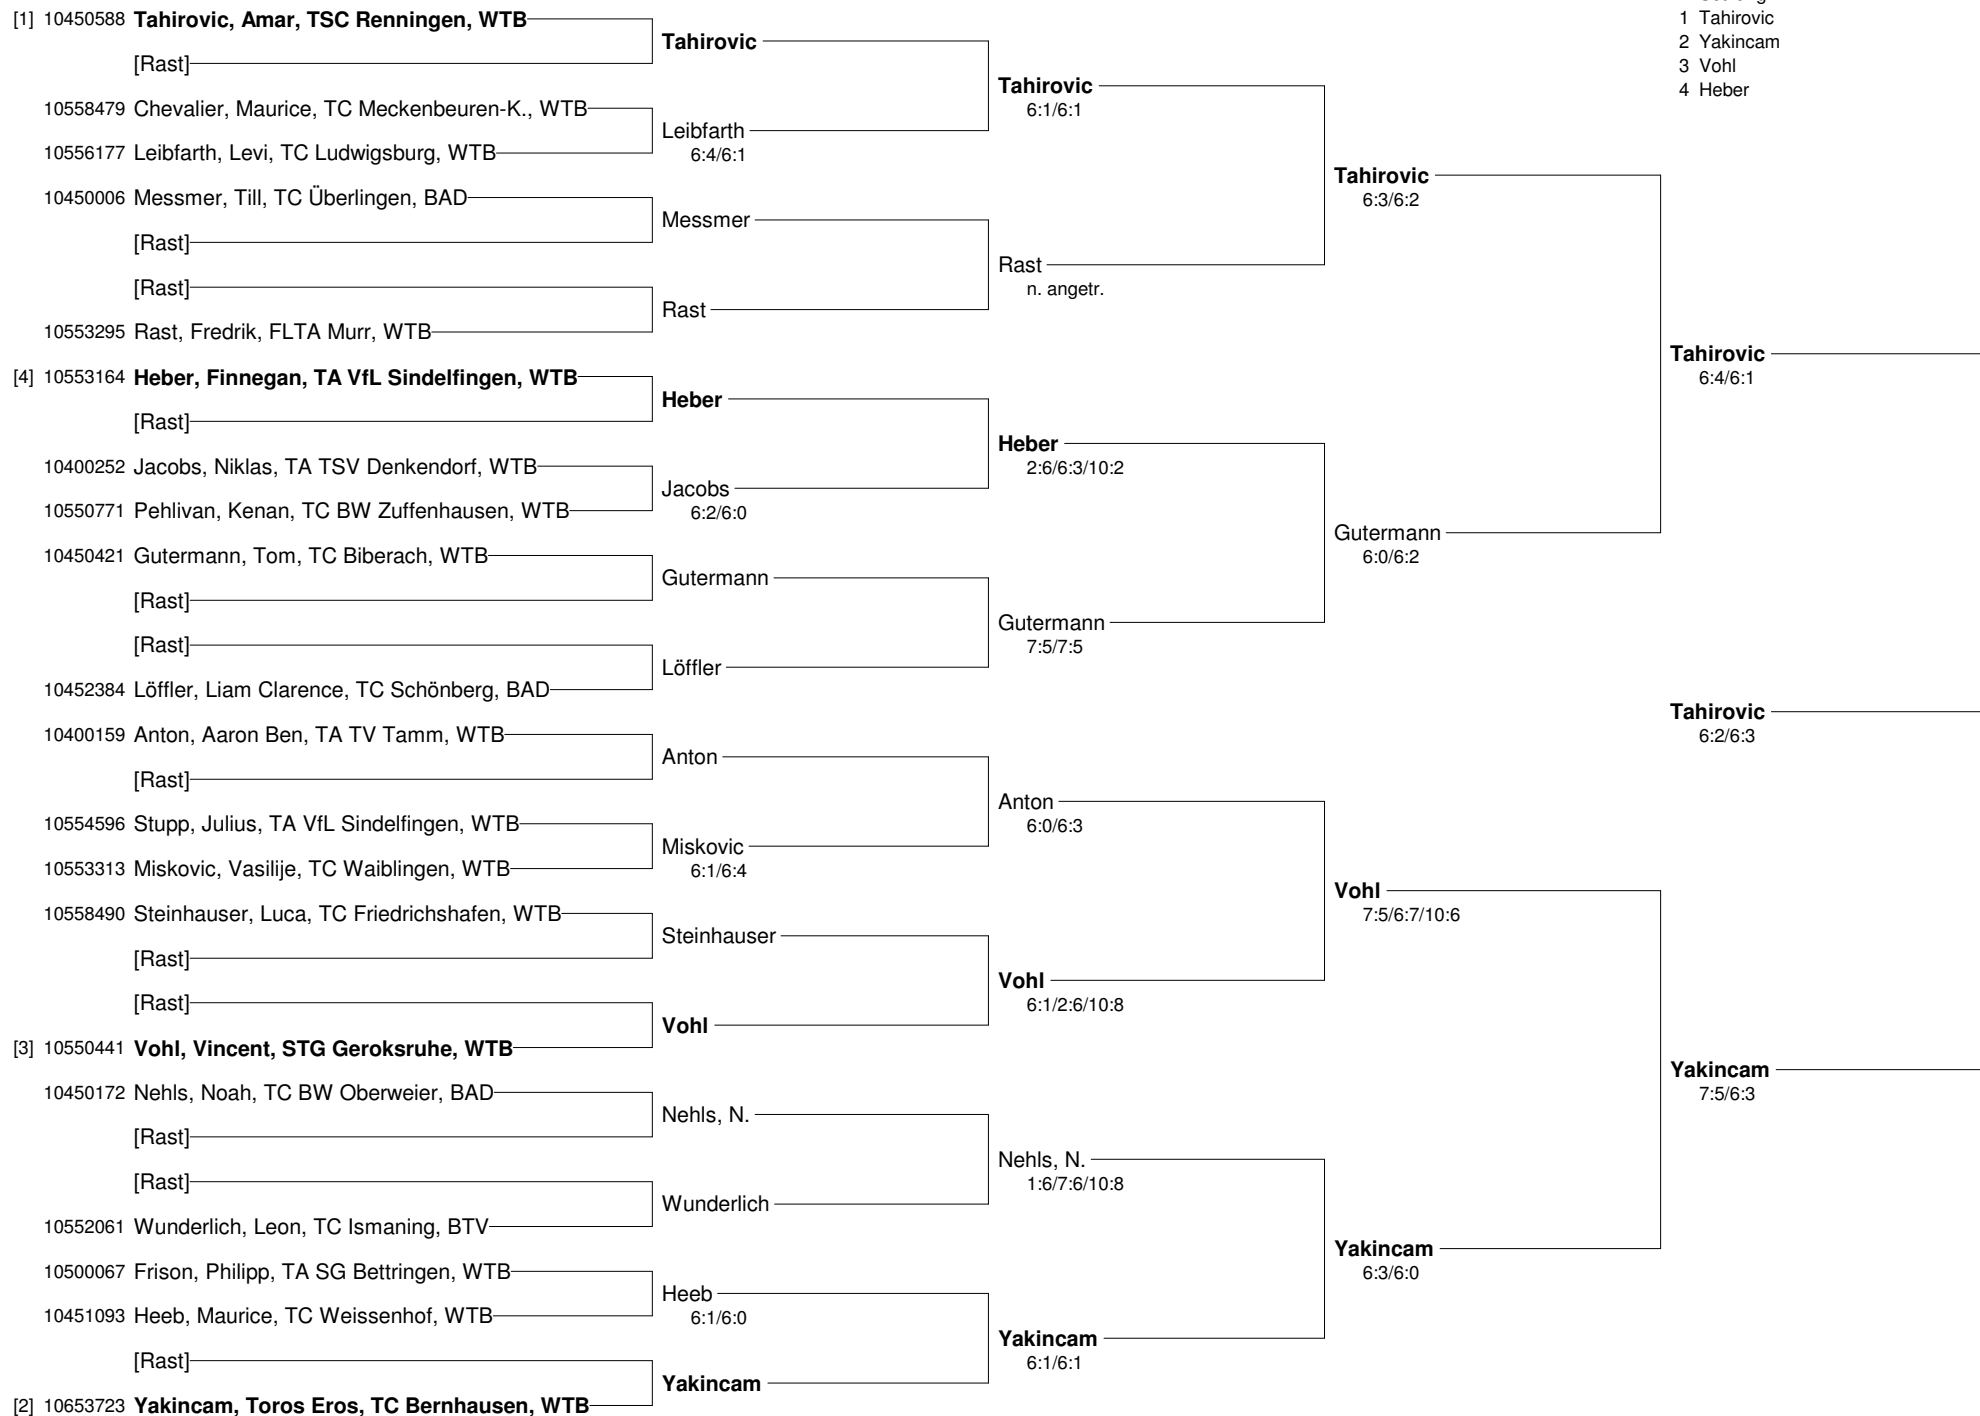 [1] 10450588 Tahirovic, Amar, TSC Renningen, WTB
[Rast]
10558479 Chevalier, Maurice, TC Meckenbeuren-K., WTB
10556177 Leibfarth, Levi, TC Ludwigsburg, WTB
10450006 Messmer, Till, TC Überlingen, BAD
[Rast]
[Rast]
10553295 Rast, Fredrik, FLTA Murr, WTB
[4] 10553164 Heber, Finnegan, TA VfL Sindelfingen, WTB
[Rast]
10400252 Jacobs, Niklas, TA TSV Denkendorf, WTB
10550771 Pehlivan, Kenan, TC BW Zuffenhausen, WTB
10450421 Gutermann, Tom, TC Biberach, WTB
[Rast]
[Rast]
10452384 Löffler, Liam Clarence, TC Schönberg, BAD
10400159 Anton, Aaron Ben, TA TV Tamm, WTB
[Rast]
10554596 Stupp, Julius, TA VfL Sindelfingen, WTB
10553313 Miskovic, Vasilije, TC Waiblingen, WTB
10558490 Steinhauser, Luca, TC Friedrichshafen, WTB
[Rast]
[Rast]
[3] 10550441 Vohl, Vincent, STG Geroksruhe, WTB
10450172 Nehls, Noah, TC BW Oberweier, BAD
[Rast]
[Rast]
10552061 Wunderlich, Leon, TC Ismaning, BTV
10500067 Frison, Philipp, TA SG Bettringen, WTB
10451093 Heeb, Maurice, TC Weissenhof, WTB
[Rast]
[2] 10653723 Yakincam, Toros Eros, TC Bernhausen, WTB
Tahirovic
Leibfarth
6:4/6:1
Messmer
Rast
Heber
Jacobs
6:2/6:0
Gutermann
Löffler
Anton
Miskovic
6:1/6:4
Steinhauser
Vohl
Nehls, N.
Wunderlich
Heeb
6:1/6:0
Yakincam
Tahirovic
6:1/6:1
Rast
n. angetr.
Heber
2:6/6:3/10:2
Gutermann
7:5/7:5
Anton
6:0/6:3
Vohl
6:1/2:6/10:8
Nehls, N.
1:6/7:6/10:8
Yakincam
6:1/6:1
Tahirovic
6:3/6:2
Gutermann
6:0/6:2
Vohl
7:5/6:7/10:6
Yakincam
6:3/6:0
1 Tahirovic
2 Yakincam
3 Vohl
4 Heber
Tahirovic
6:4/6:1
Tahirovic
6:2/6:3
Yakincam
7:5/6:3